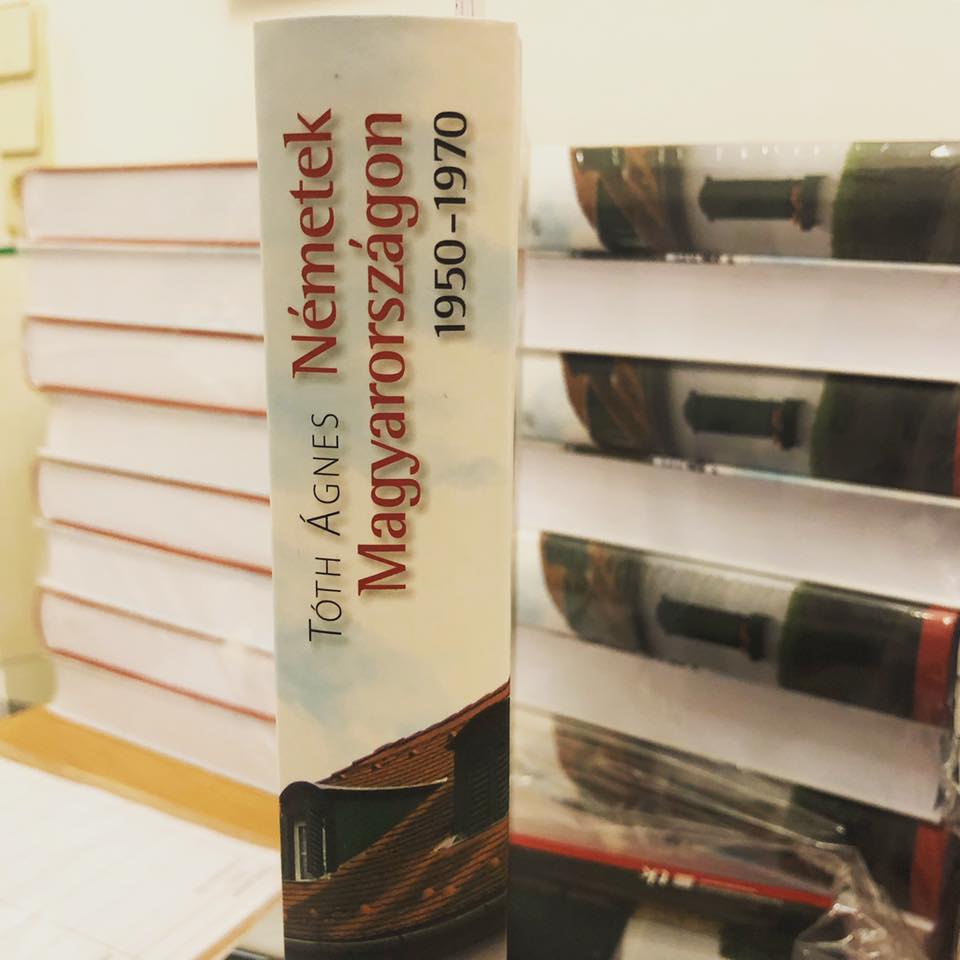 TÓTH ÁGNES Németek
Magyarországon
1950–1970